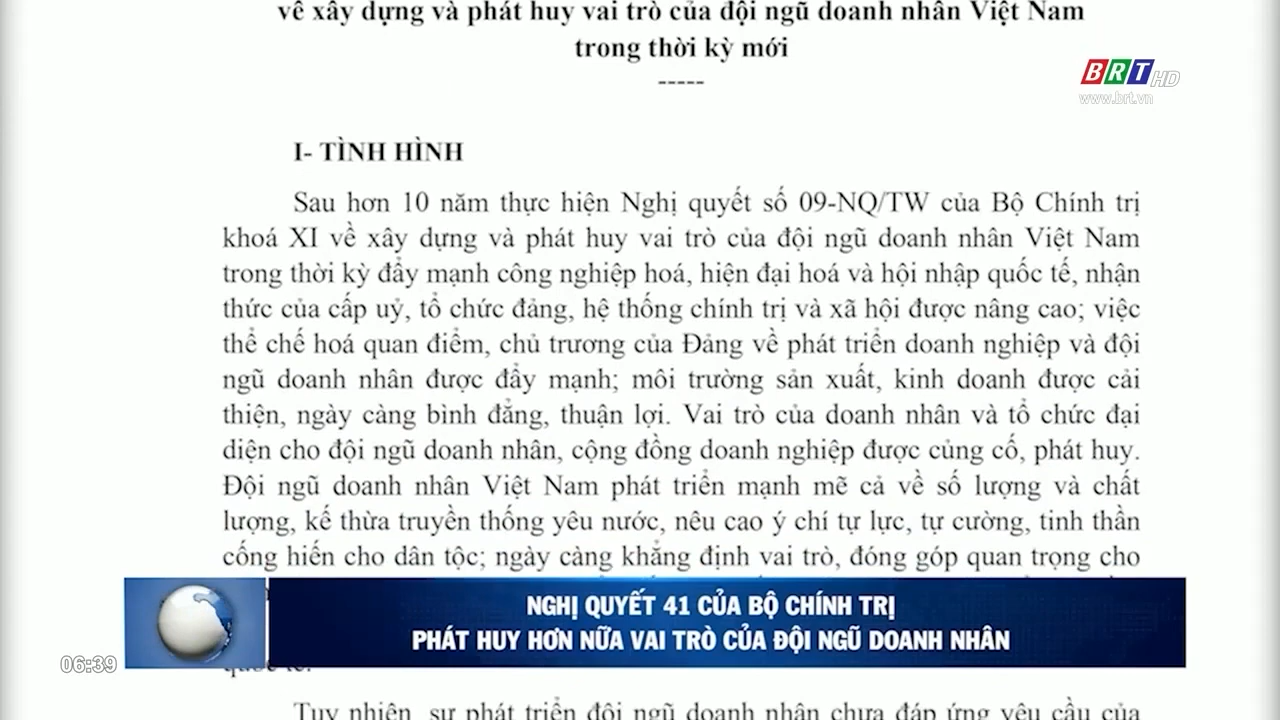 về xây dựng và phát huy vai trò của đội ngũ doanh nhân Việt Nam
trong thời kỳ mới
-----
BRT HD
www.brt.vn
I- TÌNH HÌNH
Sau hơn 10 năm thực hiện Nghị quyết số 09-NQ/TW của Bộ Chính trị
khoá XI về xây dựng và phát huy vai trò của đội ngũ doanh nhân Việt Nam
trong thời kỳ đẩy mạnh công nghiệp hoá, hiện đại hoá và hội nhập quốc tế, nhận
thức của cấp uỷ, tổ chức đảng, hệ thống chính trị và xã hội được nâng cao; việc
thể chế hoá quan điểm, chủ trương của Đảng về phát triển doanh nghiệp và đội
ngũ doanh nhân được đẩy mạnh; môi trường sản xuất, kinh doanh được cải
thiện, ngày càng bình đẳng, thuận lợi. Vai trò của doanh nhân và tổ chức đại
diện cho đội ngũ doanh nhân, cộng đồng doanh nghiệp được củng cố, phát huy.
Đội ngũ doanh nhân Việt Nam phát triển mạnh mẽ cả về số lượng và chất
lượng, kế thừa truyền thống yêu nước, nêu cao ý chí tự lực, tự cường, tinh thần
cống hiến cho dân tộc; ngày càng khẳng định vai trò, đóng góp quan trọng cho
NGHỊ QUYẾT 41 CỦA BỘ CHÍNH TRỊ
PHÁT HUY HƠN NỮA VAI TRÒ CỦA ĐỘI NGŨ DOANH NHÂN
06:39
quốc tế.
Tuy nhiên, sự phát triển đội ngũ doanh nhân chưa đáp ứng yêu cầu của